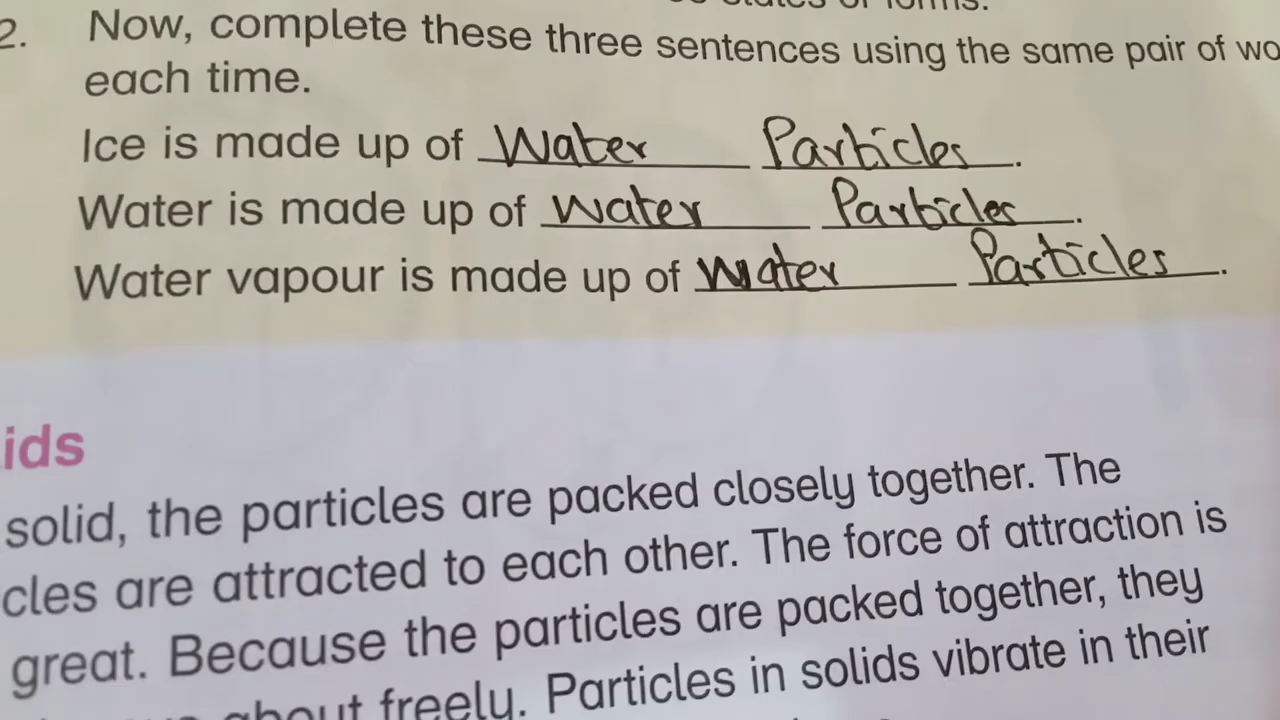 states or forms.
2. Now, complete these three sentences using the same pair of
each time.
Ice is made up of Water Particles.
Water is made up of water Particles.
Water vapour is made up of water Particles.
ids
solid, the particles are packed closely together. The
cles are attracted to each other. The force of attraction is
great. Because the particles are packed together, they
about freely. Particles in solids vibrate in their